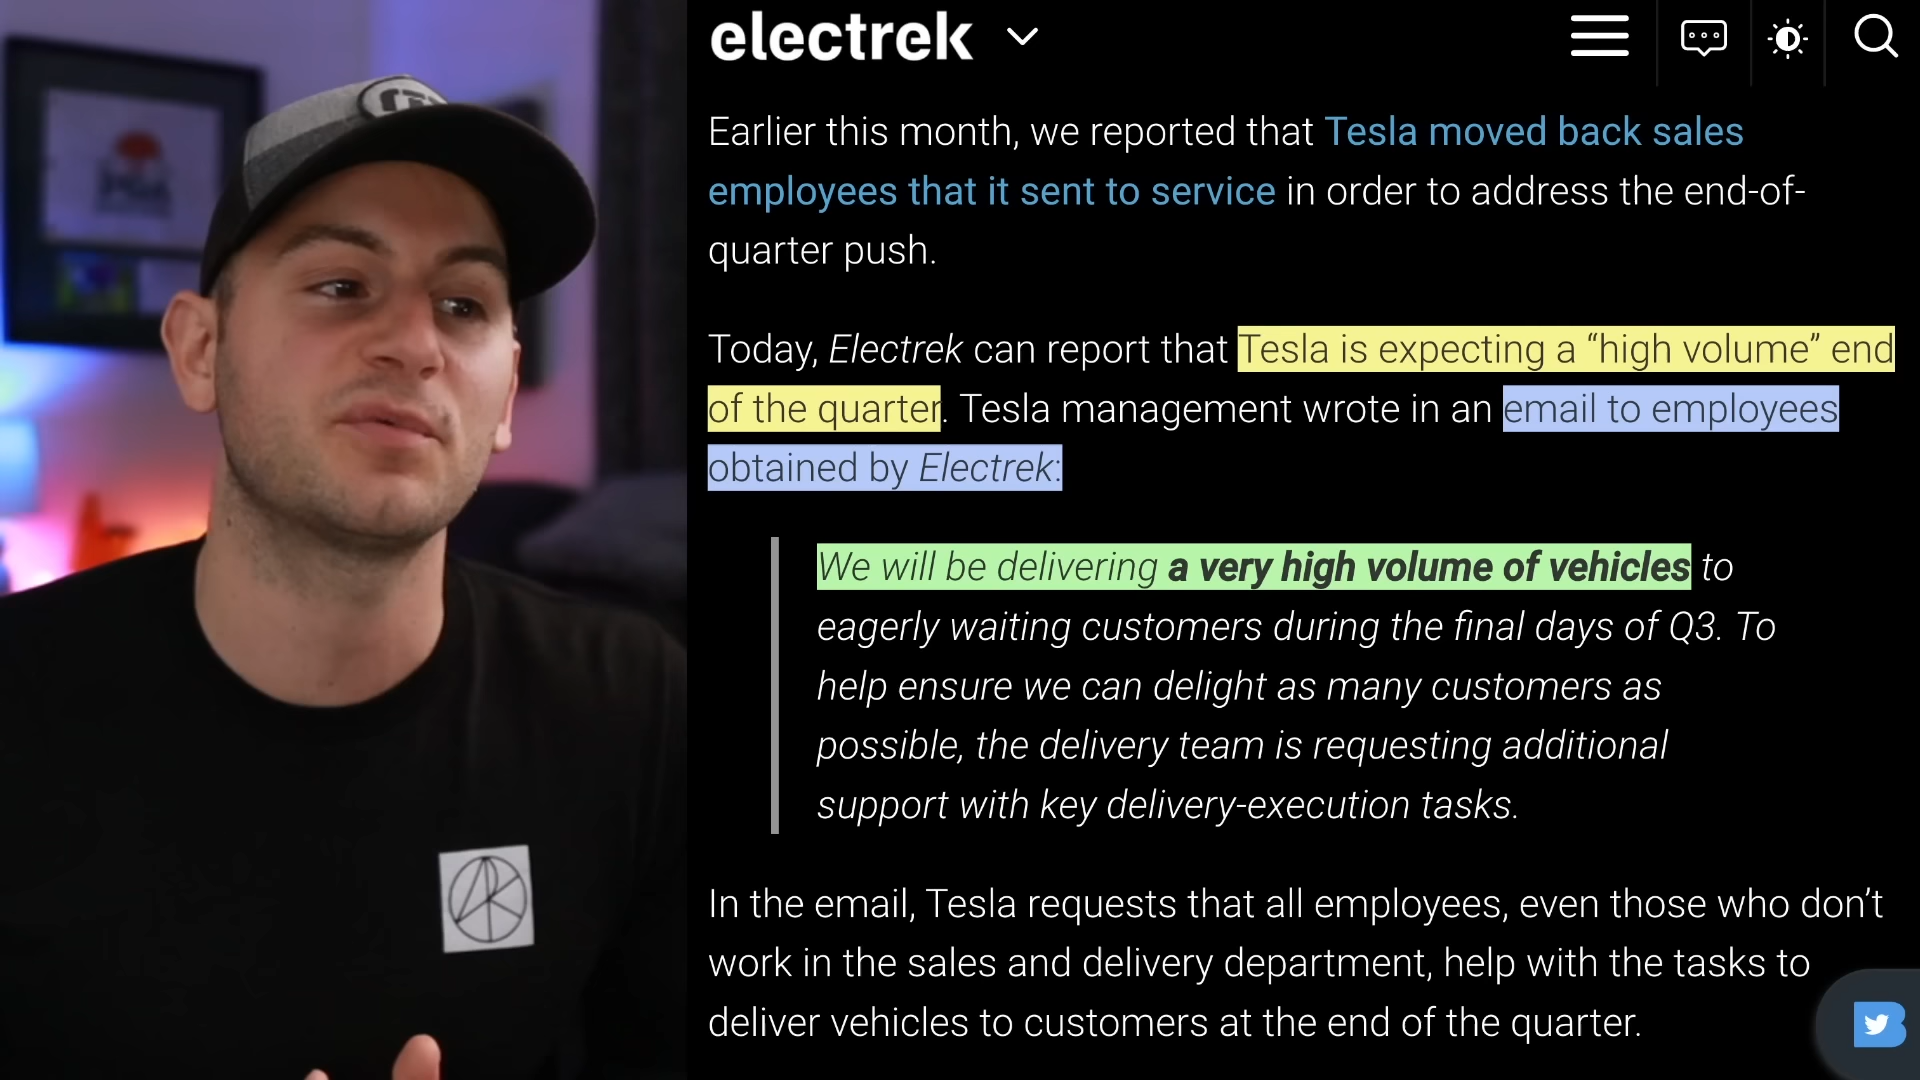 electrek
Earlier this month, we reported that Tesla moved back sales
employees that it sent to service in order to address the end-of-
quarter push.
Today, Electrek can report that Tesla is expecting a “high volume” end
of the quarter. Tesla management wrote in an email to employees
obtained by Electrek:
We will be delivering a very high volume of vehicles to
eagerly waiting customers during the final days of Q3. To
help ensure we can delight as many customers as
possible, the delivery team is requesting additional
support with key delivery-execution tasks.
In the email, Tesla requests that all employees, even those who don’t
work in the sales and delivery department, help with the tasks to
deliver vehicles to customers at the end of the quarter.